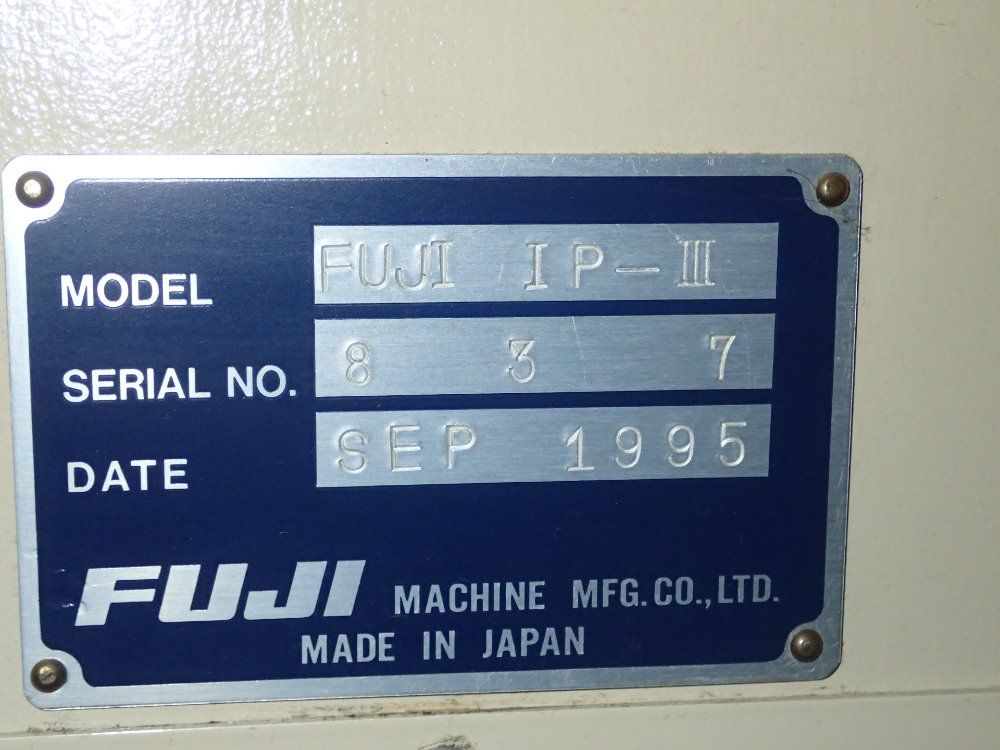 MODEL FUJI IP-III
SERIAL NO. 8 3 7
DATE SEP 1995
FUJI MACHINE MFG. CO., LTD.
MADE IN JAPAN